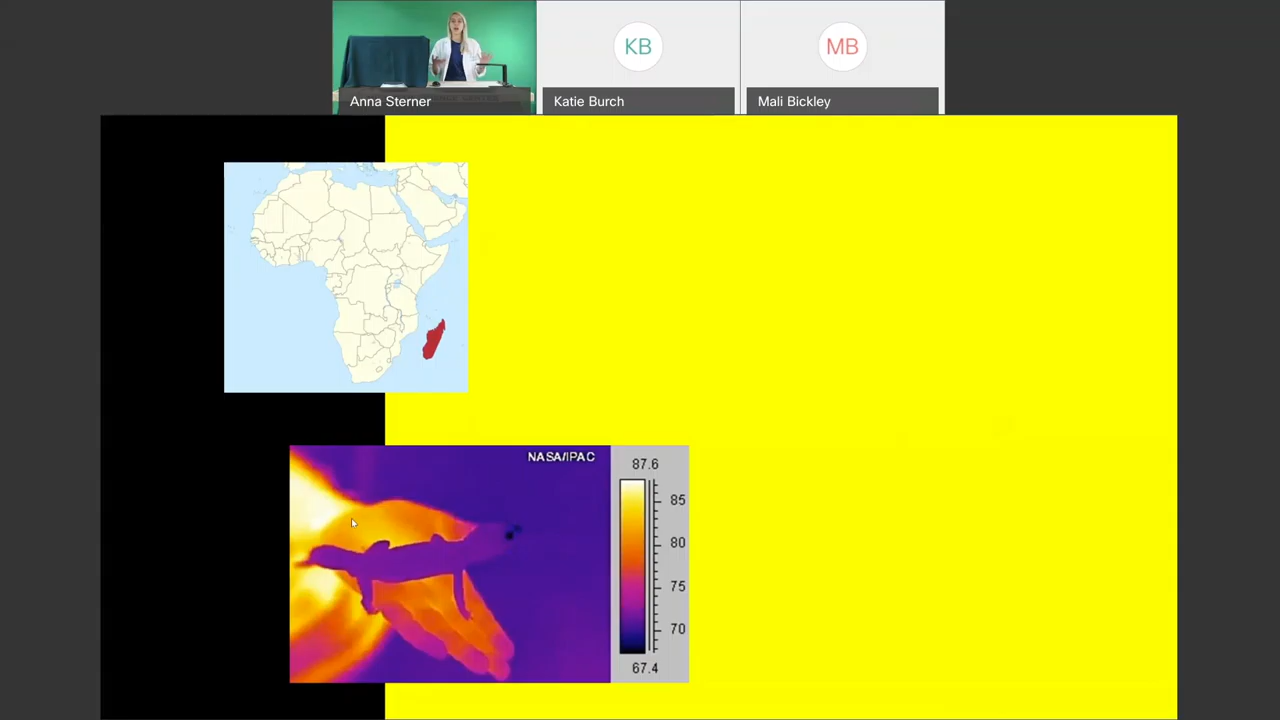 KB
MB
Anna Sterner
Katie Burch
Mali Bickley
NASA/IPAC
87.6
85
80
75
70
67.4